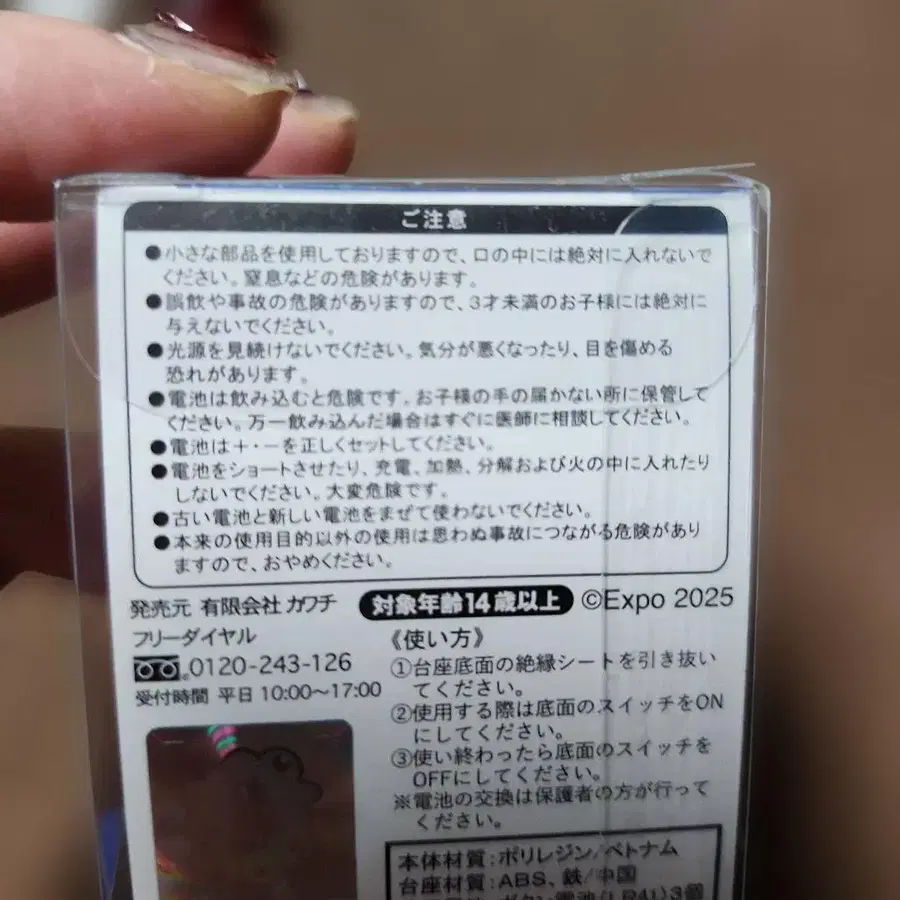 ご注意
●小さな部品を使用しておりますので、口の中には絶対に入れないで
ください。窒息などの危険があります。
●誤飲や事故の危険がありますので、3才未満のお子様には絶対に
与えないでください。
●光源を見続けないでください。気分が悪くなったり、目を傷める
恐れがあります。
●電池は飲み込むと危険です。お子様の手の届かない所に保管して
ください。万一飲み込んだ場合はすぐに医師に相談してください。
●電池は+・-を正しくセットしてください。
●電池をショートさせたり、充電、加熱、分解および火の中に入れたり
しないでください。大変危険です。
●古い電池と新しい電池をまぜて使わないでください。
●本来の使用目的以外の使用は思わぬ事故につながる危険があり
ますので、おやめください。
発売元 有限会社 カワチ 対象年齢14歳以上 ©Expo 2025
フリーダイヤル
0120-243-126
受付時間 平日 10:00~17:00
《使い方》
①台座底面の絶縁シートを引き抜い
てください。
②使用する際は底面のスイッチをON
にしてください。
③使い終わったら底面のスイッチを
OFFにしてください。
※電池の交換は保護者の方が行って
ください。
本体材質:ポリレジン/ベトナム
台座材質:ABS、鉄/中国
ボタン電池(LR41)3個